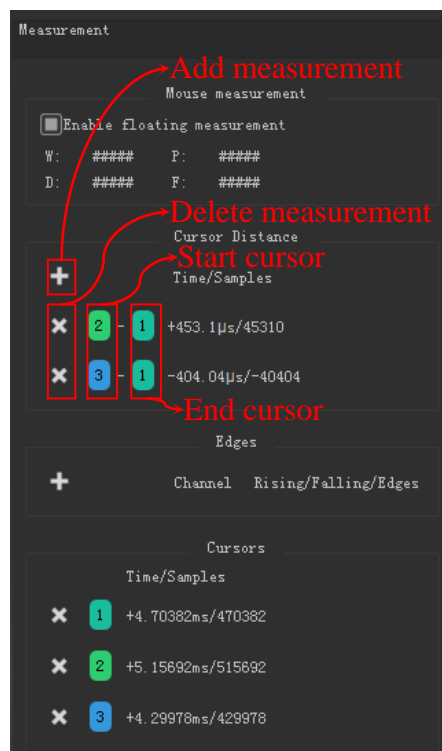 Measurement
Add measurement
Mouse measurement
Enable floating measurement
W: ##### P: #####
D: ##### F: #####
Delete measurement
Cursor Distance
Start cursor
Time/Samples
2 - 1 +453.1μs/45310
3 - 1 -404.04μs/-40404
End cursor
Edges
Channel Rising/Falling/Edges
Cursors
Time/Samples
1 +4.70382ms/470382
2 +5.15692ms/515692
3 +4.29978ms/429978